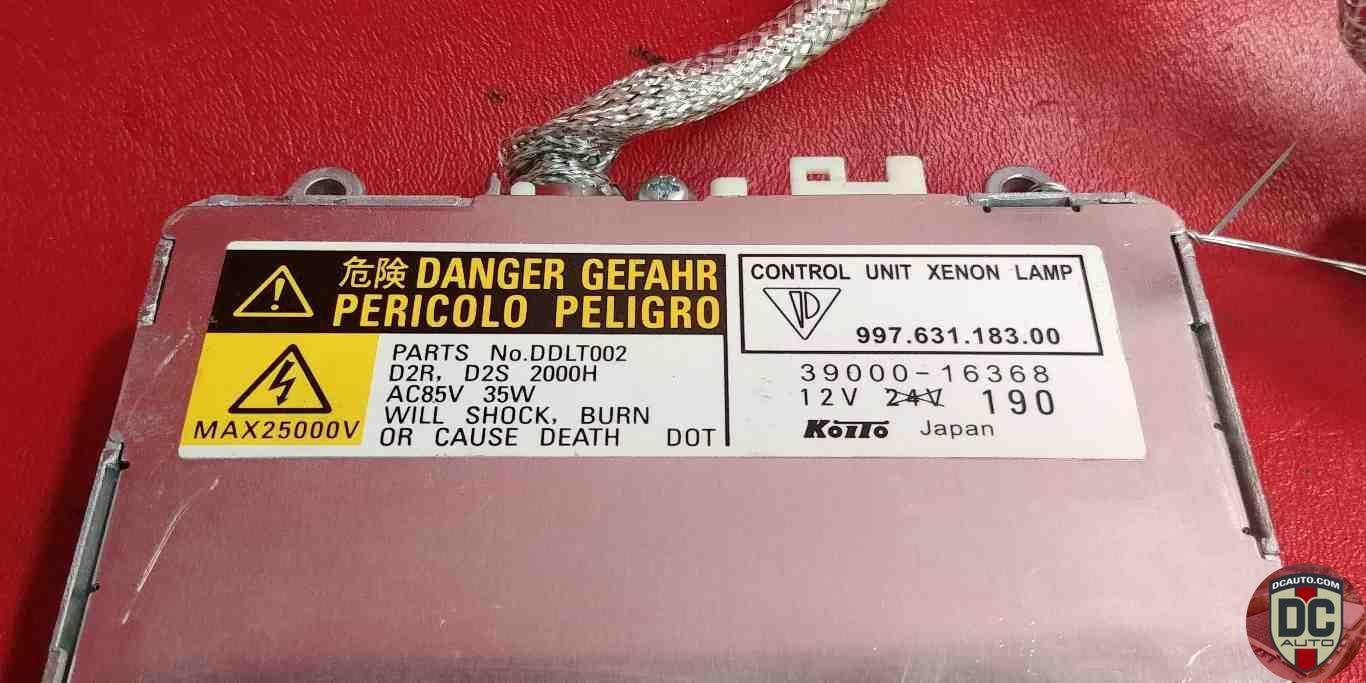 危険 DANGER GEFAHR
PERICOLO PELIGRO
MAX25000V
PARTS No.DDLT002
D2R, D2S 2000H
AC85V 35W
WILL SHOCK, BURN
OR CAUSE DEATH DOT
CONTROL UNIT XENON LAMP
997.631.183.00
39000-16368
12V 24V 190
KOITO Japan
DCAUTO.COM
DC
AUTO